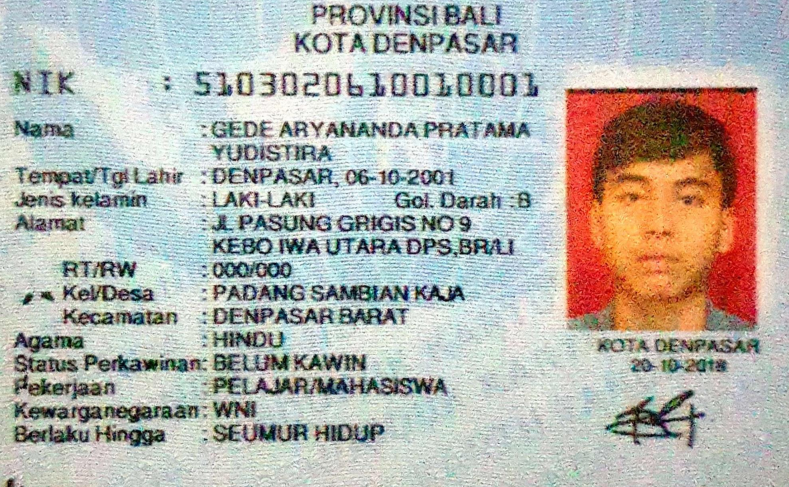 PROVINSI BALI
KOTA DENPASAR
NIK : 5103020610010001
Nama : GEDE ARYANANDA PRATAMA
YUDISTIRA
Tempat/Tgl Lahir : DENPASAR, 06-10-2001
Jenis kelamin : LAKI-LAKI Gol. Darah : B
Alamat : JL PASUNG GRIGIS NO 9
KEBO IWA UTARA DPS,BR/LI
RT/RW : 000/000
Kel/Desa : PADANG SAMBIAN KAJA
Kecamatan : DENPASAR BARAT
Agama : HINDU
Status Perkawinan: BELUM KAWIN
Pekerjaan : PELAJAR/MAHASISWA
Kewarganegaraan: WNI
Berlaku Hingga : SEUMUR HIDUP
KOTA DENPASAR
20-10-2018